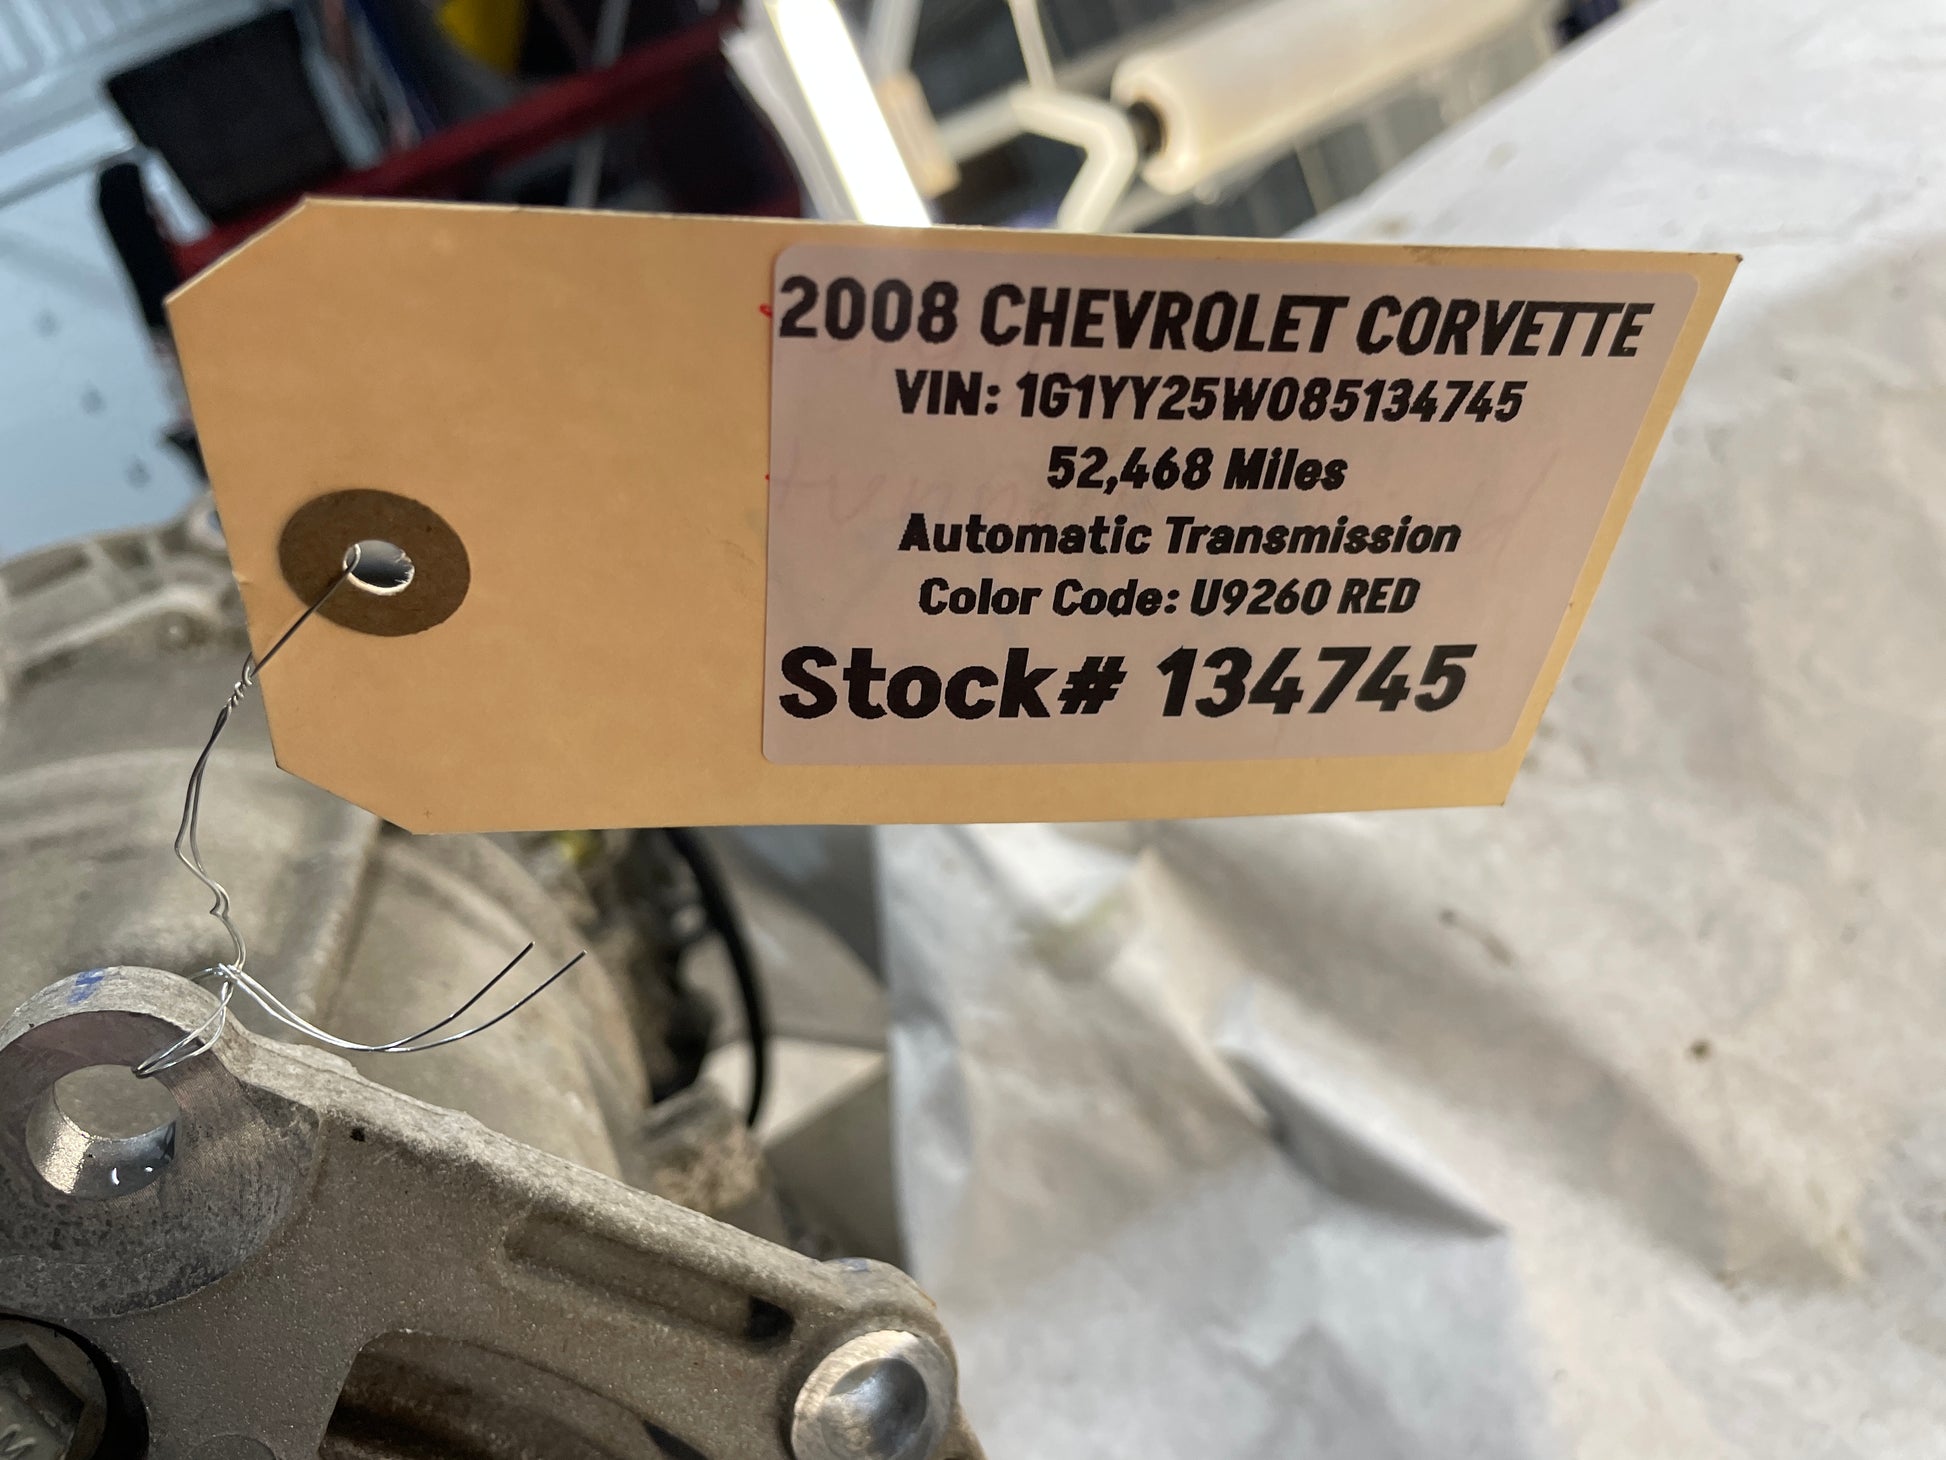 2008 CHEVROLET CORVETTE
VIN: 1G1YY25W085134745
52,468 Miles
Automatic Transmission
Color Code: U9260 RED
Stock# 134745